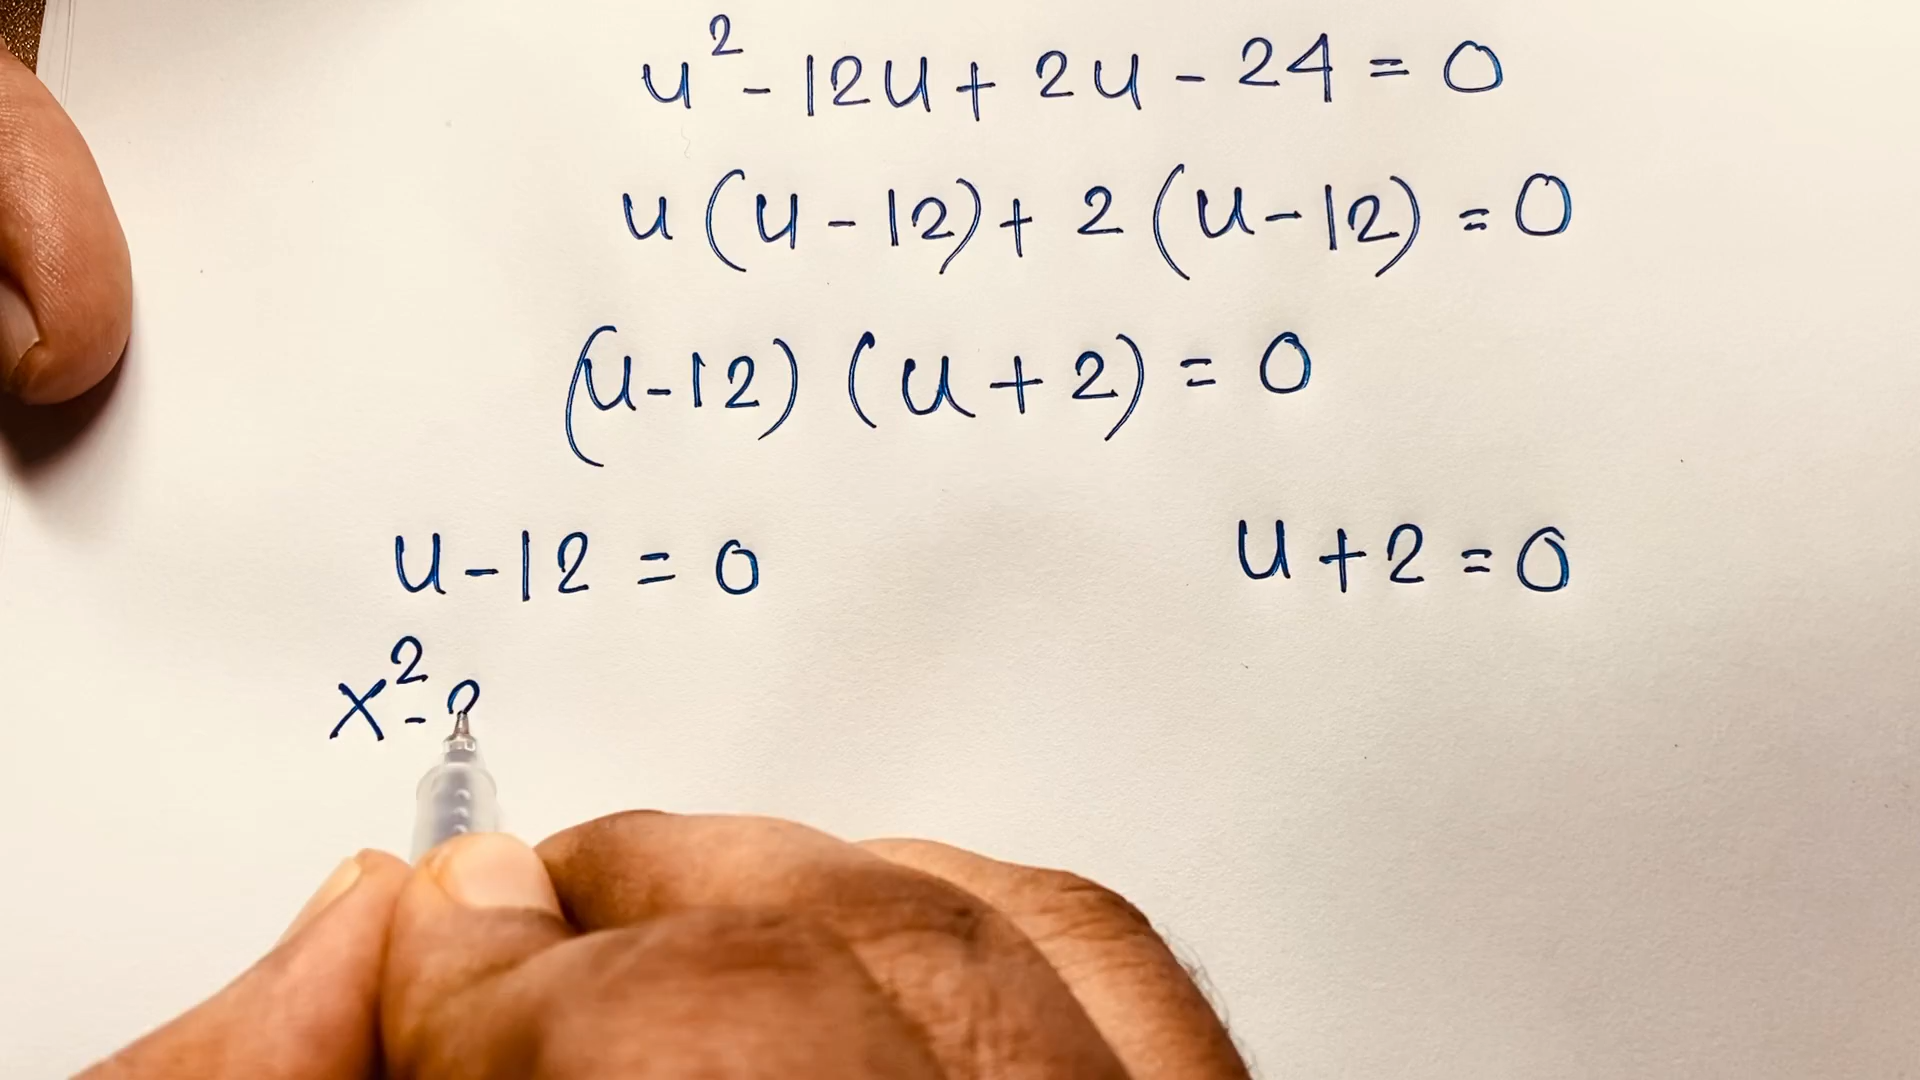 u² - 12u + 2u - 24 = 0
u (u - 12) + 2 (u - 12) = 0
(u - 12) (u + 2) = 0
u - 12 = 0 u + 2 = 0
x² -